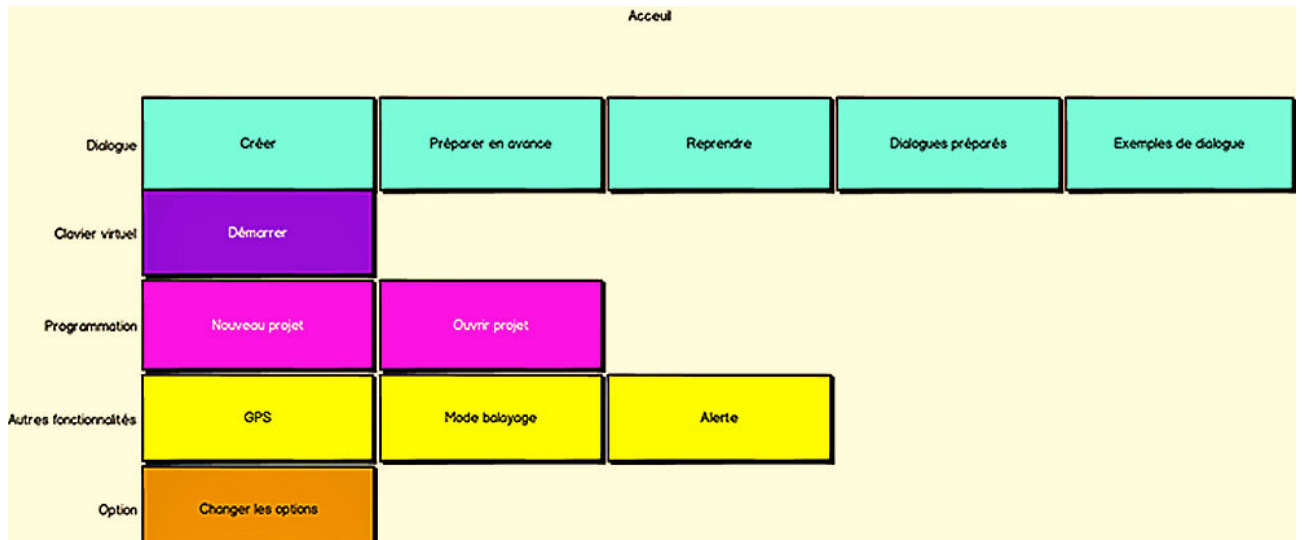 Acceuil
Dialogue Créer Préparer en avance Reprendre Dialogues préparés Exemples de dialogue
Clavier virtuel Démarrer
Programmation Nouveau projet Ouvrir projet
Autres fonctionnalités GPS Mode balayage Alerte
Option Changer les options